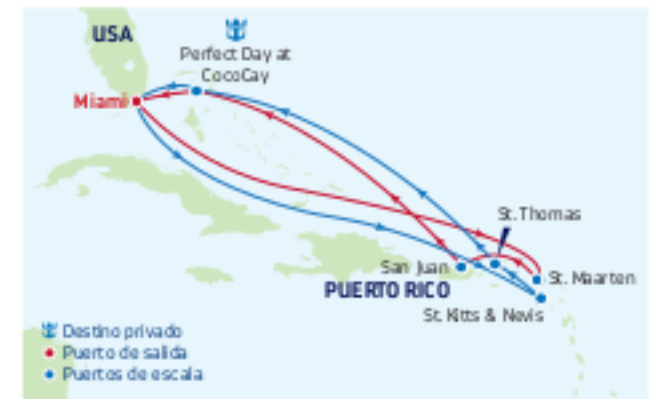 USA
Perfect Day at
CocoCay
Miami
St. Thomas
San Juan
St. Maarten
PUERTO RICO
St. Kitts & Nevis
Destino privado
Puerto de salida
Puertos de escala